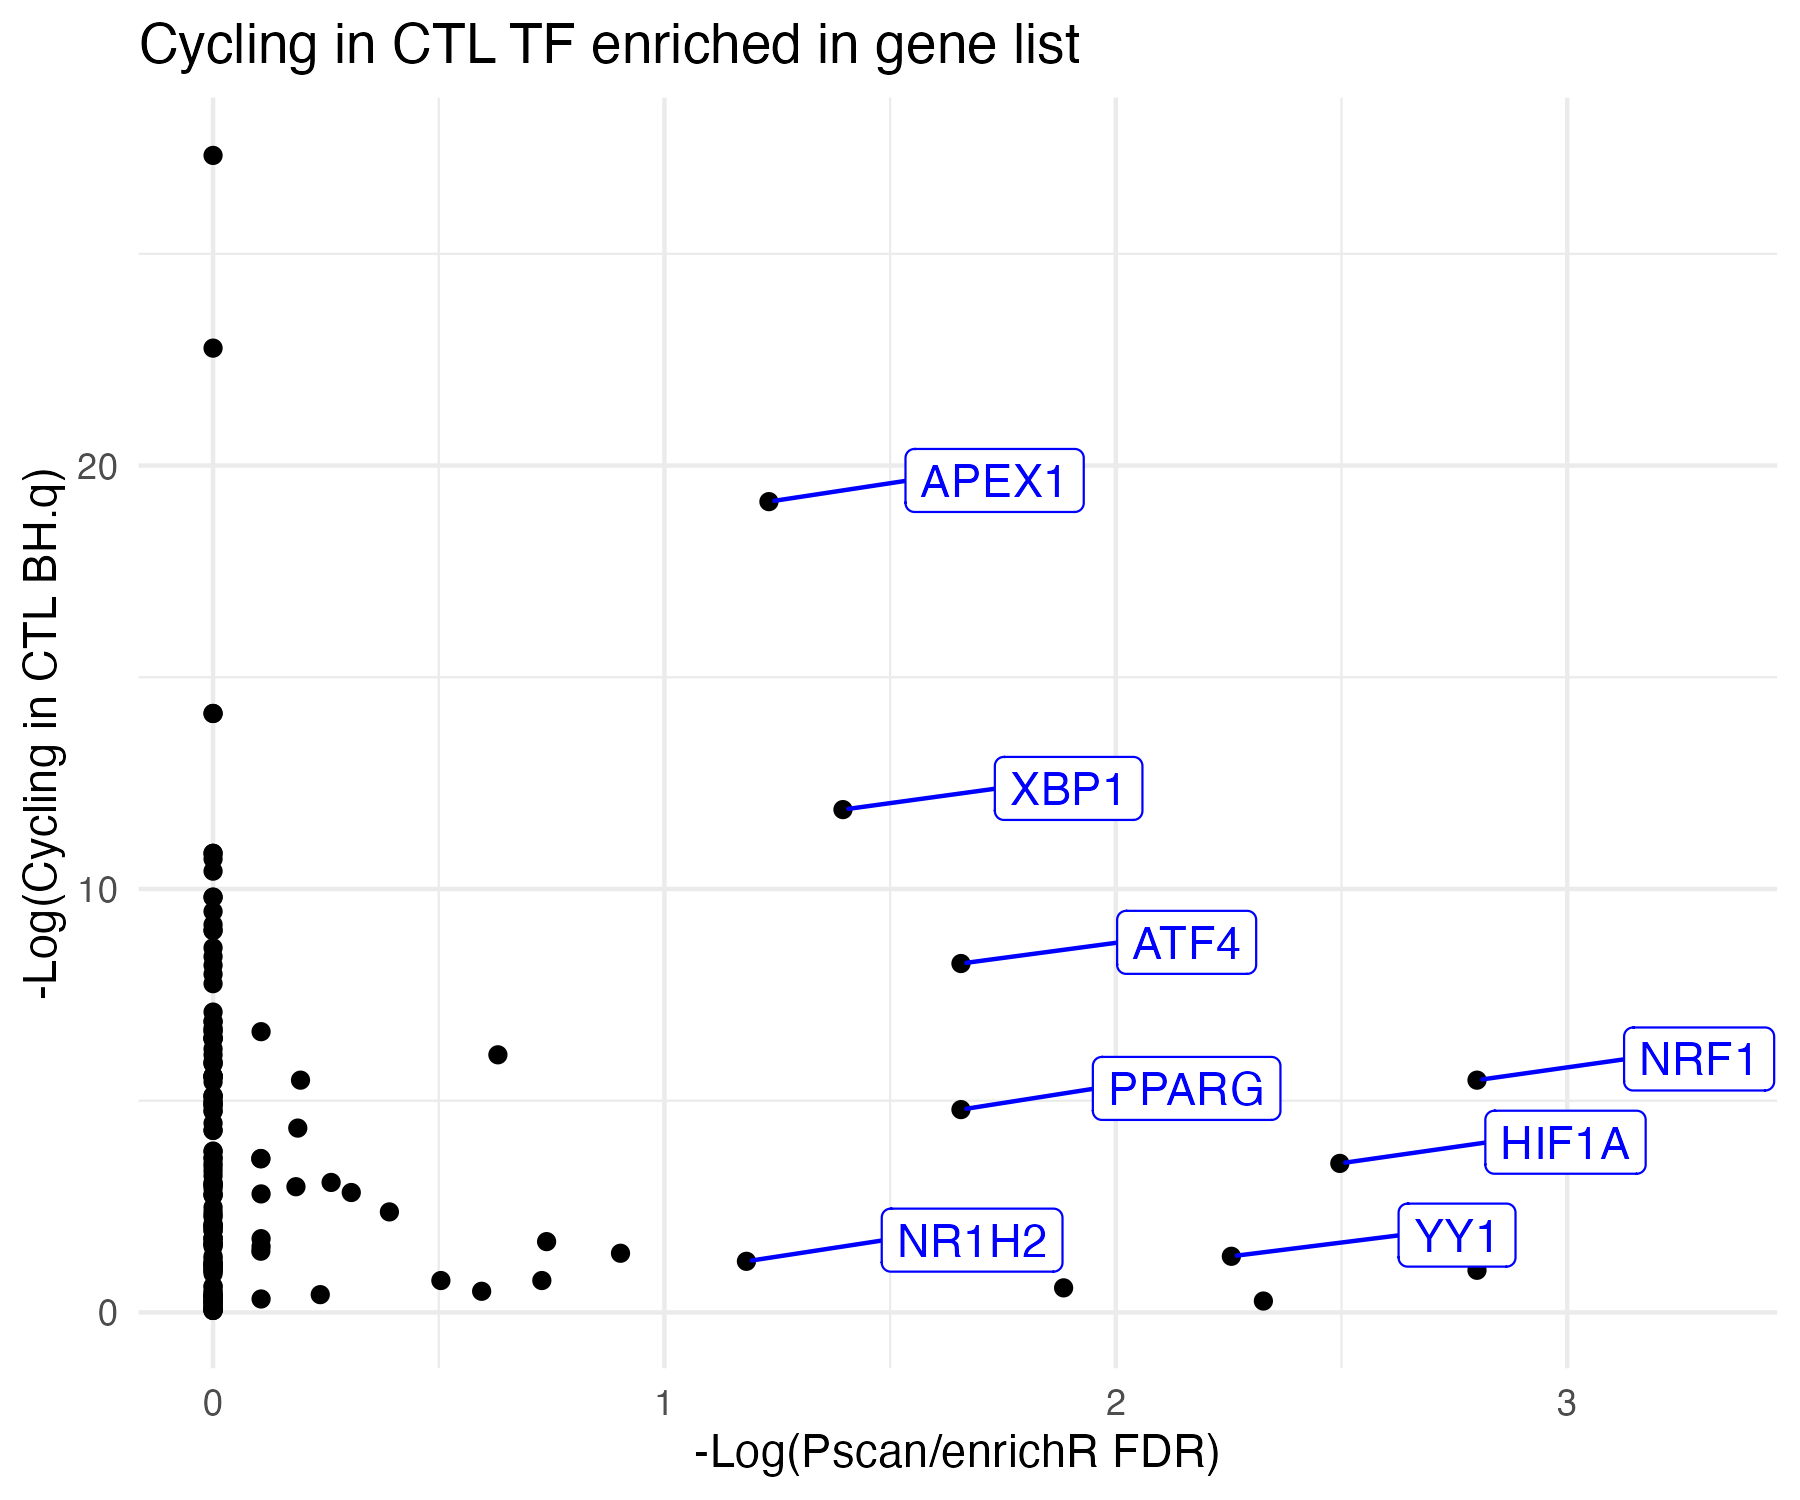 Cycling in CTL TF enriched in gene list
-Log(Cycling in CTL BH.q)
20
10
0
APEX1
XBP1
ATF4
NRF1
PPARG
HIF1A
YY1
NR1H2
0
1
2
3
-Log(Pscan/enrichR FDR)